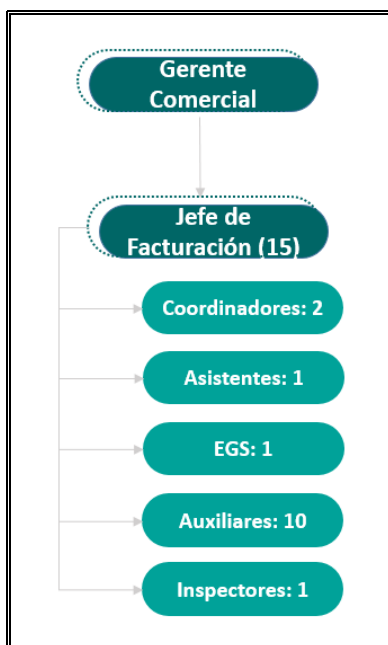 Gerente
Comercial
Jefe de
Facturación (15)
Coordinadores: 2
Asistentes: 1
EGS: 1
Auxiliares: 10
Inspectores: 1